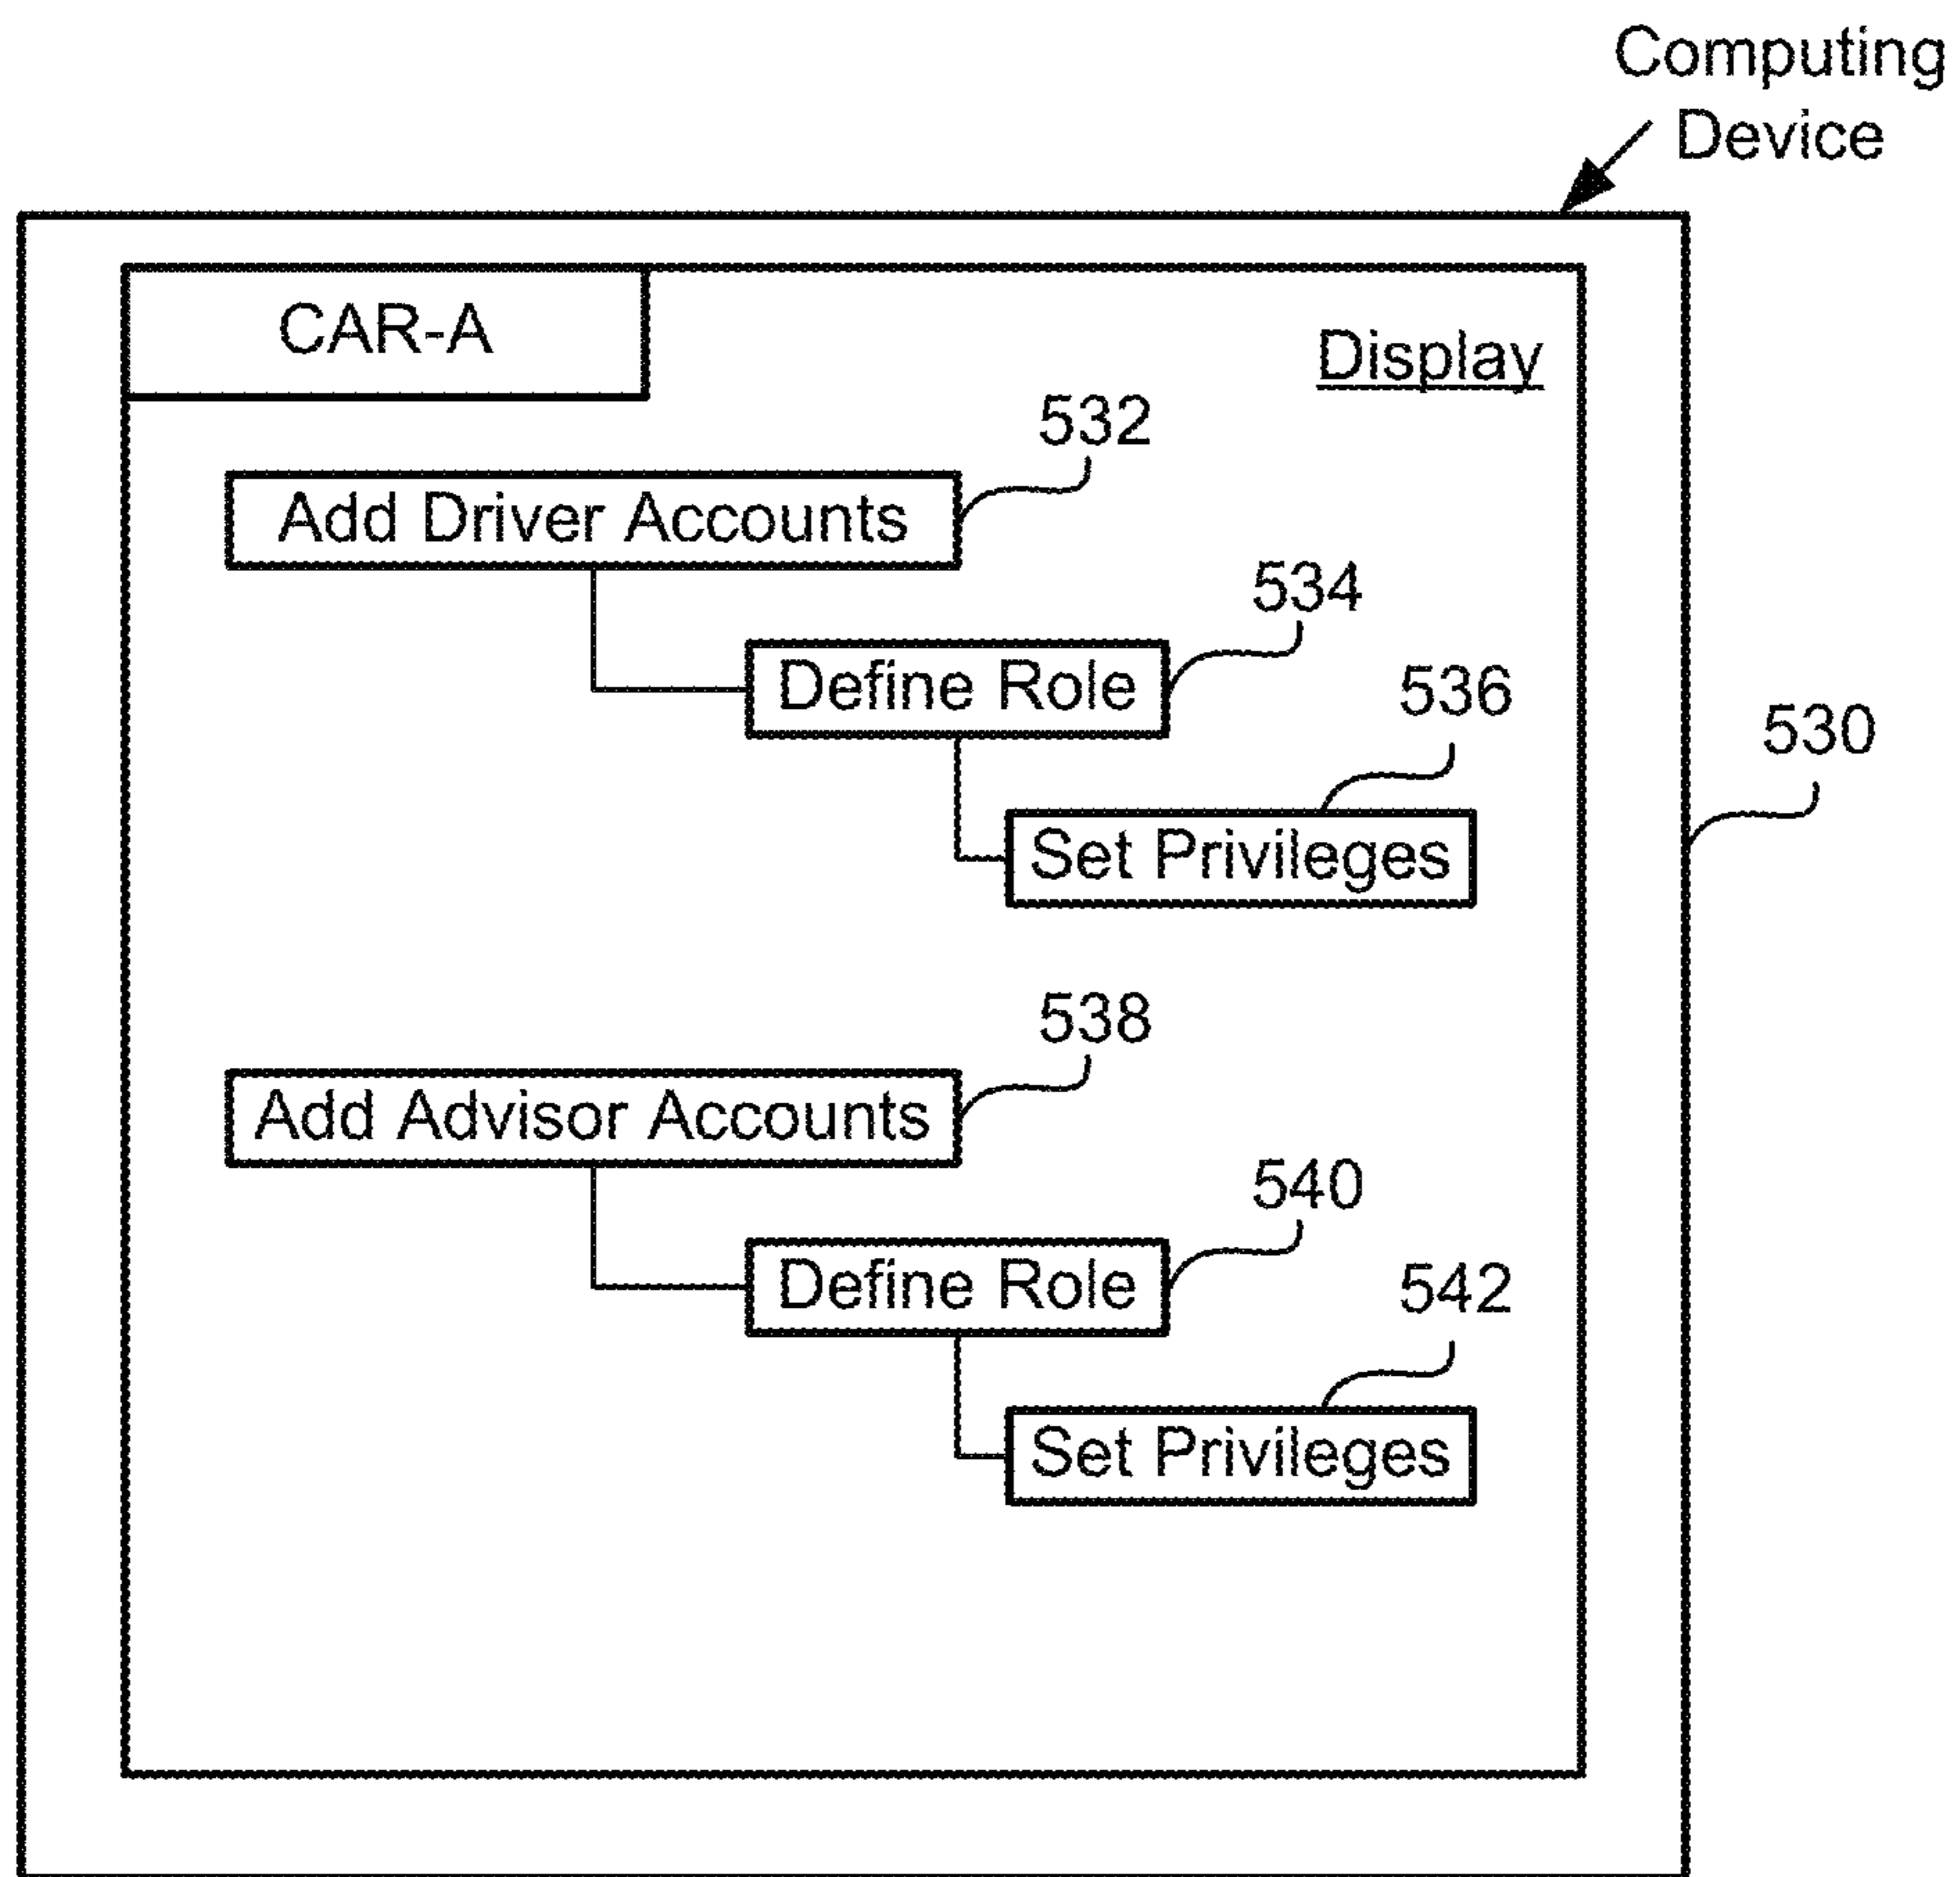 Computing
Device
CAR-A
Display
532
Add Driver Accounts
534
Define Role
536
530
Set Privileges
538
Add Advisor Accounts
540
Define Role
542
Set Privileges